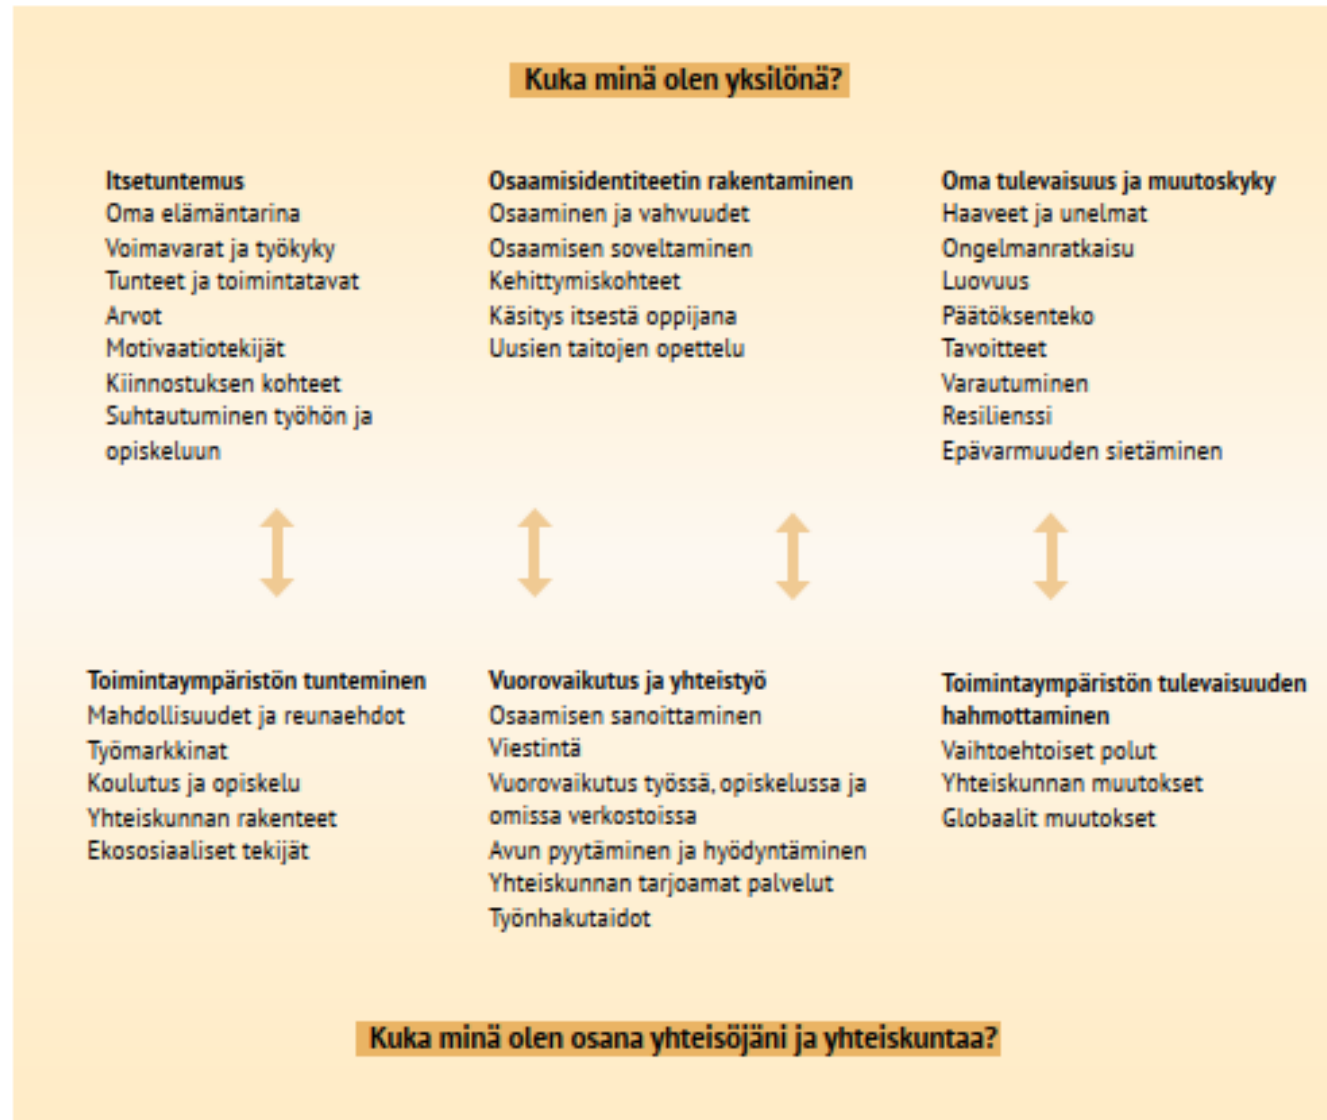 Kuka minä olen yksilönä?
Itsetuntemus
Oma elämäntarina
Voimavarat ja työkyky
Tunteet ja toimintatavat
Arvot
Motivaatiotekijät
Kiinnostuksen kohteet
Suhtautuminen työhön ja
opiskeluun
Osaamisidentiteetin rakentaminen
Osaaminen ja vahvuudet
Osaamisen soveltaminen
Kehittymiskohteet
Käsitys itsestä oppijana
Uusien taitojen opettelu
Oma tulevaisuus ja muutoskyky
Haaveet ja unelmat
Ongelmanratkaisu
Luovuus
Päätöksenteko
Tavoitteet
Varautuminen
Resilienssi
Epävarmuuden sietäminen
Toimintaympäristön tunteminen
Mahdollisuudet ja reunaehdot
Työmarkkinat
Koulutus ja opiskelu
Yhteiskunnan rakenteet
Ekososiaaliset tekijät
Vuorovaikutus ja yhteistyö
Osaamisen sanoittaminen
Viestintä
Vuorovaikutus työssä, opiskelussa ja
omissa verkostoissa
Avun pyytäminen ja hyödyntäminen
Yhteiskunnan tarjoamat palvelut
Työnhakutaidot
Toimintaympäristön tulevaisuuden
hahmottaminen
Vaihtoehtoiset polut
Yhteiskunnan muutokset
Globaalit muutokset
Kuka minä olen osana yhteisöjäni ja yhteiskuntaa?